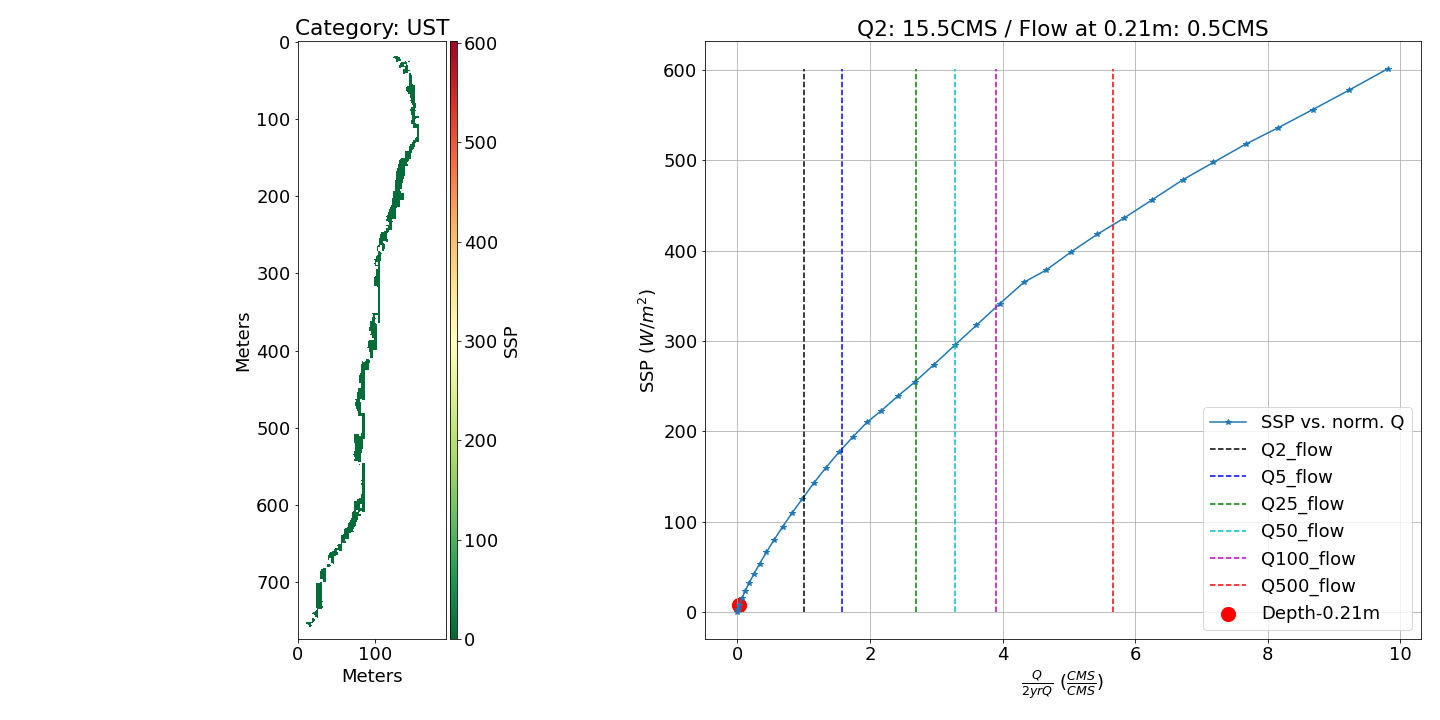 Category: UST
0
100
200
300
400
500
600
700
Meters
0
100
Meters
600
500
400
300
200
100
0
SSP
Q2: 15.5CMS / Flow at 0.21m: 0.5CMS
600
500
400
300
200
100
0
SSP (W/m²)
0
2
4
6
8
10
Q/2yrQ (CMS/CMS)
SSP vs. norm. Q
Q2_flow
Q5_flow
Q25_flow
Q50_flow
Q100_flow
Q500_flow
Depth-0.21m